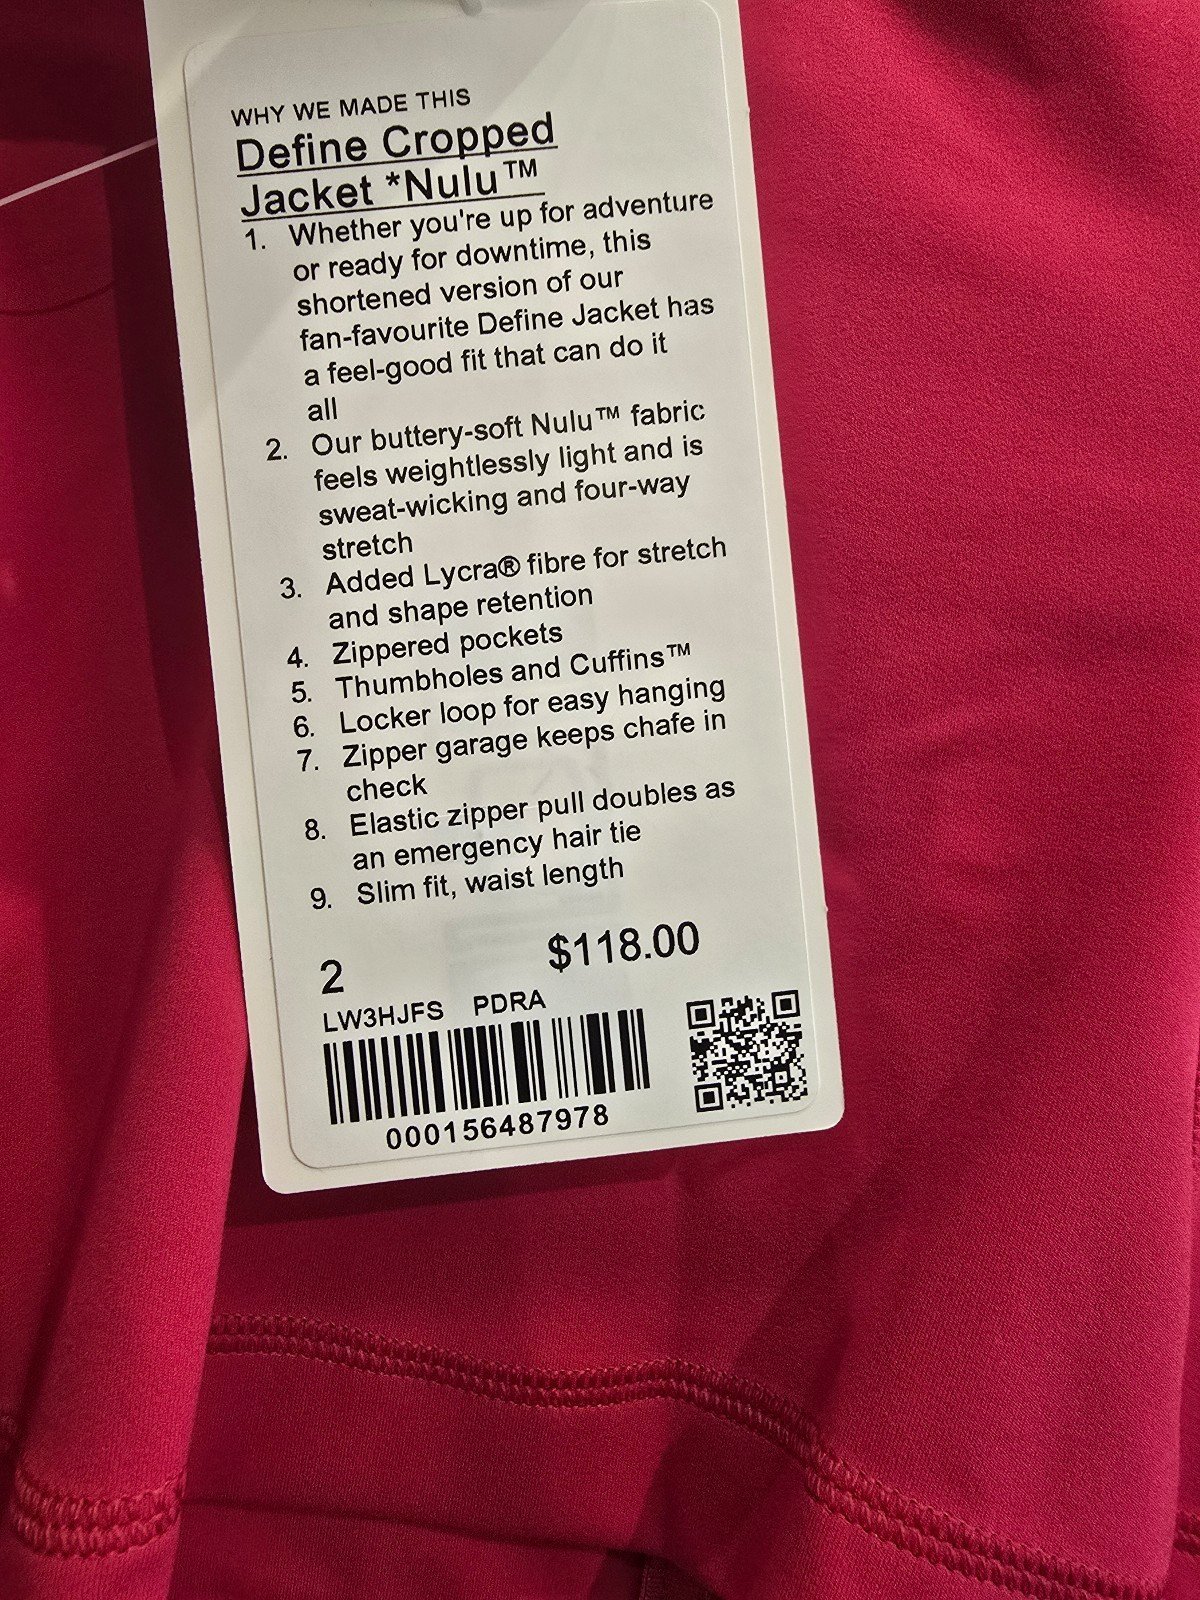 WHY WE MADE THIS
Define Cropped
Jacket *Nulu™
1. Whether you're up for adventure
or ready for downtime, this
shortened version of our
fan-favourite Define Jacket has
a feel-good fit that can do it
all
2. Our buttery-soft Nulu™ fabric
feels weightlessly light and is
sweat-wicking and four-way
stretch
3. Added Lycra® fibre for stretch
and shape retention
4. Zippered pockets
5. Thumbholes and Cuffins™
6. Locker loop for easy hanging
7. Zipper garage keeps chafe in
check
8. Elastic zipper pull doubles as
an emergency hair tie
9. Slim fit, waist length
2 $118.00
LW3HJFS PDRA
000156487978